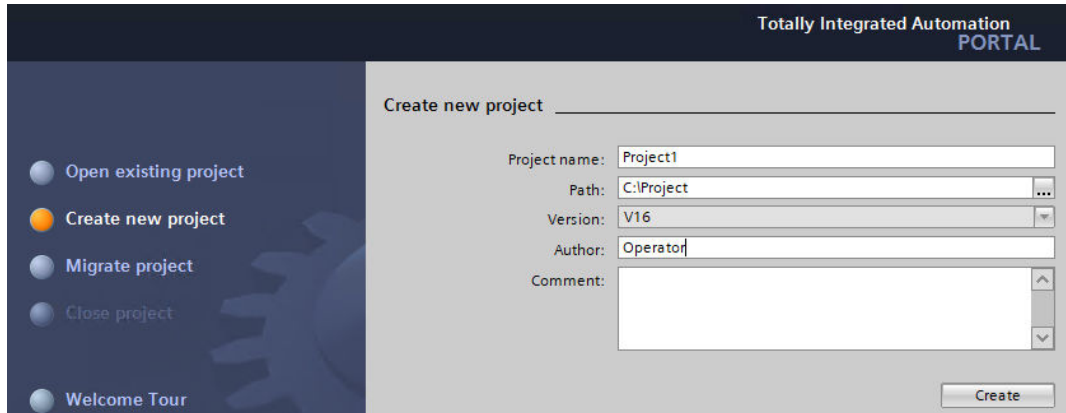 Totally Integrated Automation
PORTAL
Open existing project
Create new project
Migrate project
Close project
Welcome Tour
Create new project
Project name: Project1
Path: C:\Project ...
Version: V16
Author: Operator
Comment:
Create